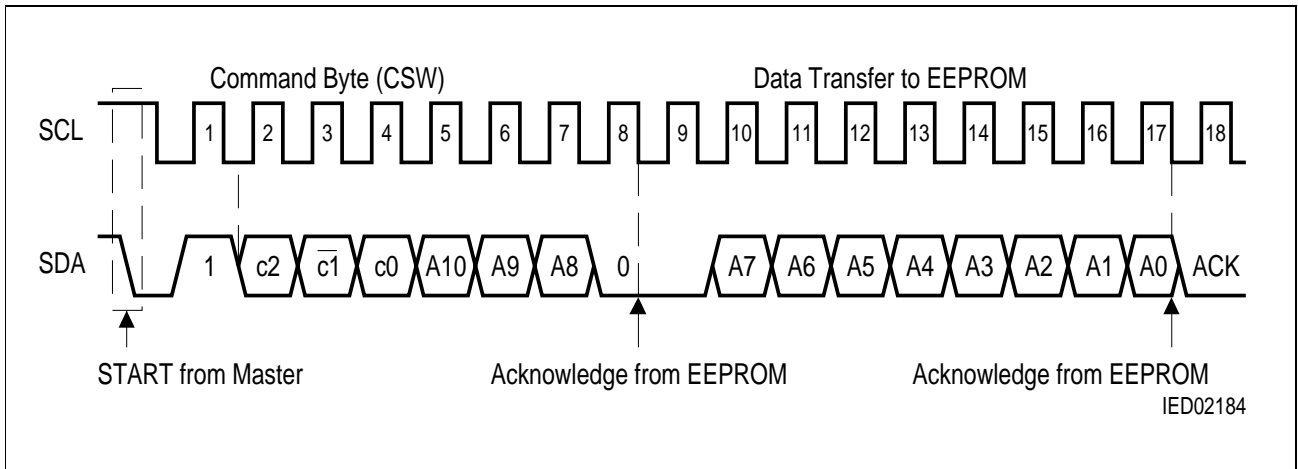 Command Byte (CSW) Data Transfer to EEPROM
SCL 1 2 3 4 5 6 7 8 9 10 11 12 13 14 15 16 17 18
SDA 1 c2 c̅1̅ c0 A10 A9 A8 0 A7 A6 A5 A4 A3 A2 A1 A0 ACK
START from Master Acknowledge from EEPROM Acknowledge from EEPROM
IED02184